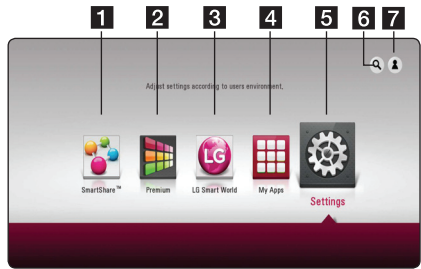 1 2 3 4 5 6 7
Adjust settings according to users environment.
LG
SmartShare™ Premium LG Smart World My Apps
Settings